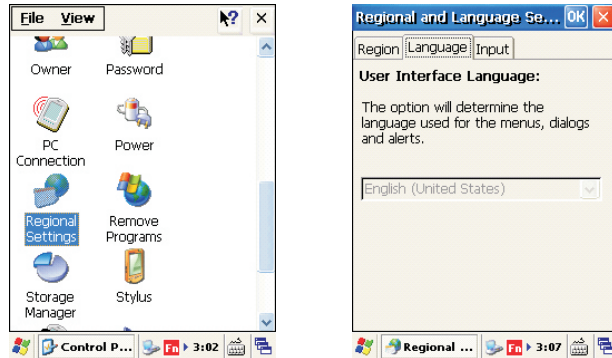 File View ?
Owner Password
PC Connection
Power
Regional Settings
Remove Programs
Storage Manager
Stylus
Control P... Fn 3:02
Regional and Language Se... OK
Region Language Input
User Interface Language:
The option will determine the
language used for the menus, dialogs
and alerts.
English (United States)
Regional ... Fn 3:07